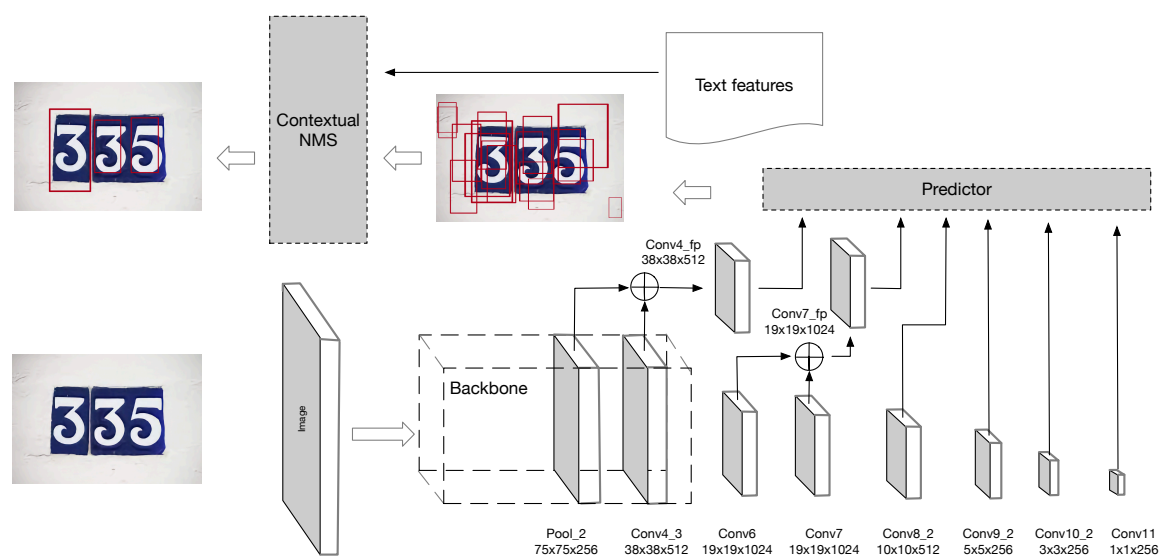 Text features
Contextual
NMS
335
335
Predictor
Conv4_fp
38x38x512
Conv7_fp
19x19x1024
Backbone
Image
335
Pool_2
75x75x256
Conv4_3
38x38x512
Conv6
19x19x1024
Conv7
19x19x1024
Conv8_2
10x10x512
Conv9_2
5x5x256
Conv10_2
3x3x256
Conv11
1x1x256